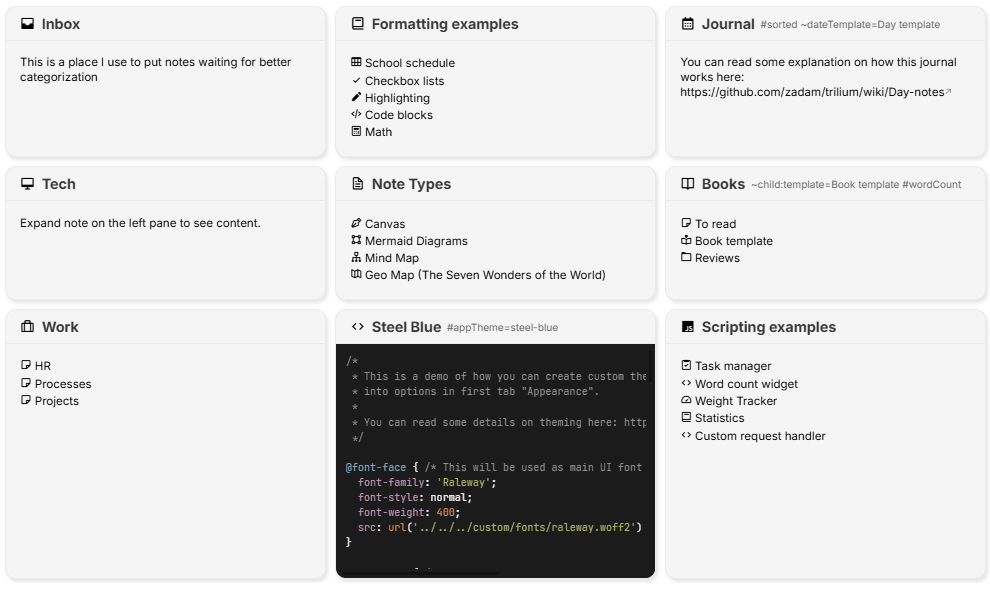 Inbox
This is a place I use to put notes waiting for better
categorization
Formatting examples
School schedule
Checkbox lists
Highlighting
Code blocks
Math
Journal #sorted ~dateTemplate=Day template
You can read some explanation on how this journal
works here:
https://github.com/zadam/trilium/wiki/Day-notes
Tech
Expand note on the left pane to see content.
Note Types
Canvas
Mermaid Diagrams
Mind Map
Geo Map (The Seven Wonders of the World)
Books ~child:template=Book template #wordCount
To read
Book template
Reviews
Work
HR
Processes
Projects
Steel Blue #appTheme=steel-blue
/*
* This is a demo of how you can create custom the
* into options in first tab "Appearance".
*
* You can read some details on theming here: http
*/
@font-face { /* This will be used as main UI font
font-family: 'Raleway';
font-style: normal;
font-weight: 400;
src: url('../../../custom/fonts/raleway.woff2')
}
Scripting examples
Task manager
Word count widget
Weight Tracker
Statistics
Custom request handler